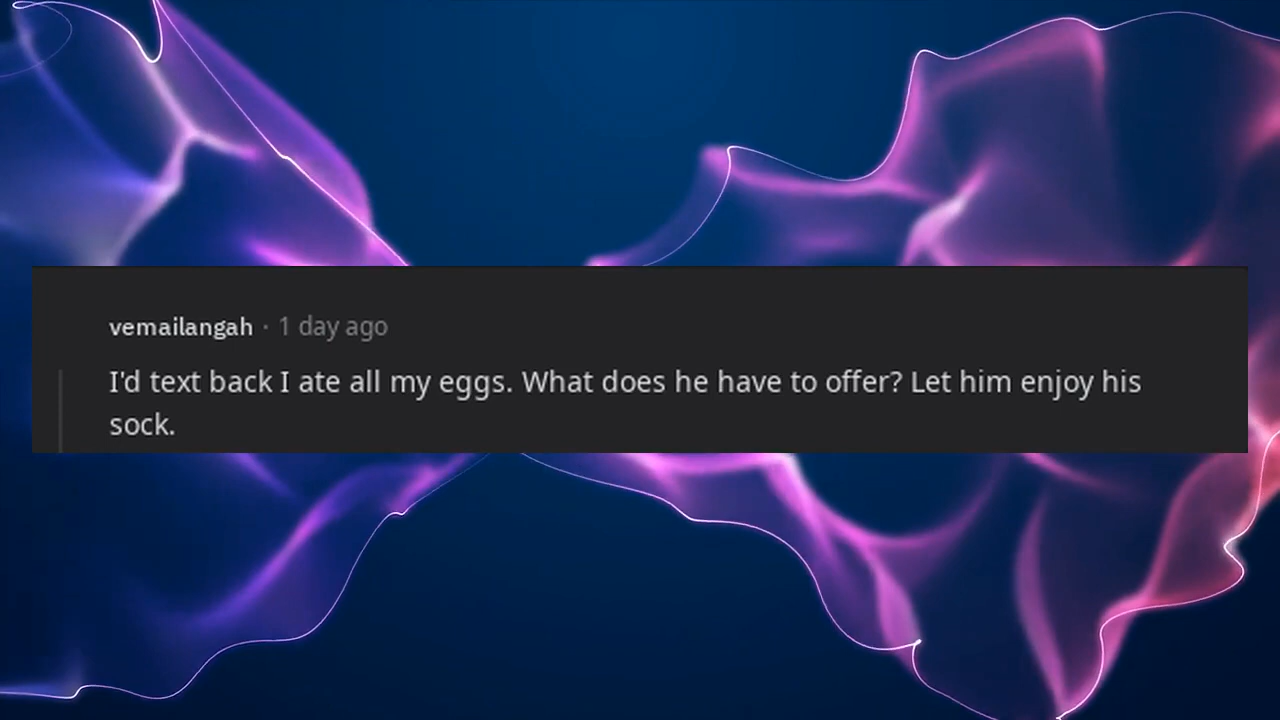 vemailangah · 1 day ago
I'd text back I ate all my eggs. What does he have to offer? Let him enjoy his
sock.